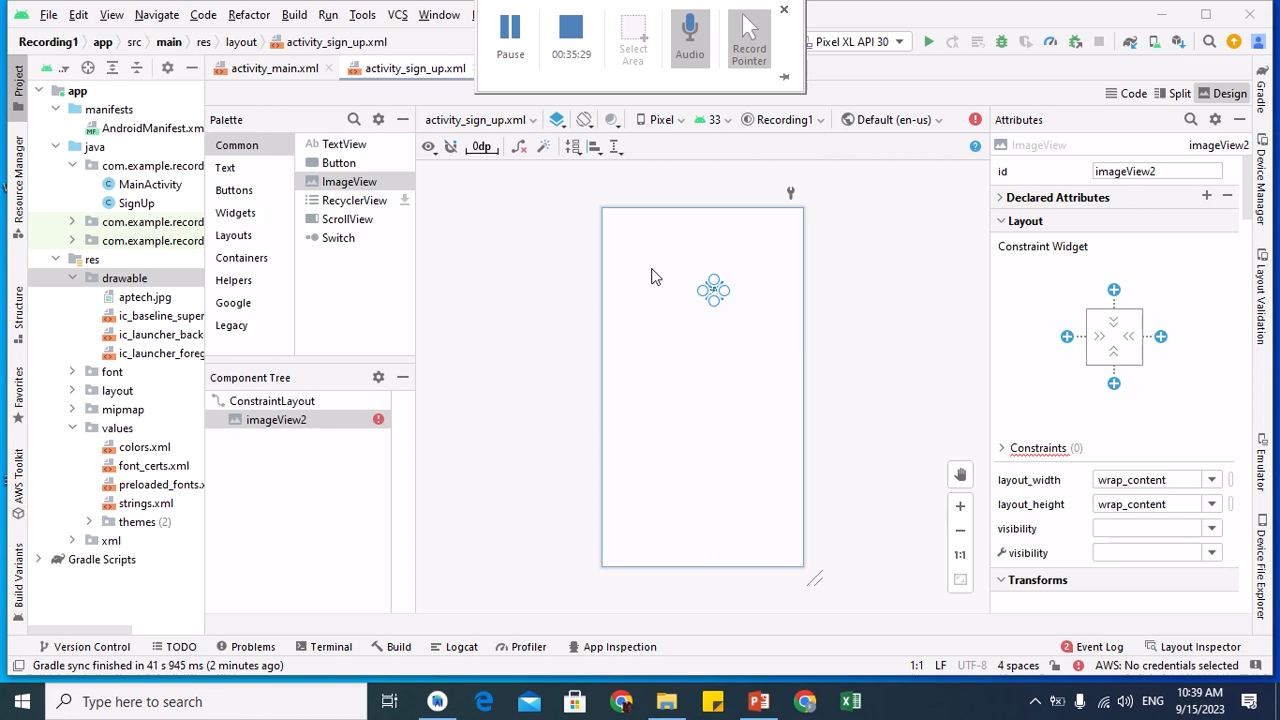 File Edit View Navigate Code Refactor Build Run Tools VCS Window
Pause
00:35:29
Select Area
Audio
Record Pointer
Recording1 app src main res layout activity_sign_up.xml
Pixel XL API 30
activity_main.xml
activity_sign_up.xml
Code
Split
Design
Project
Resource Manager
Structure
Favorites
AWS Toolkit
Build Variants
app
manifests
AndroidManifest.xm
java
com.example.record
MainActivity
SignUp
com.example.record
com.example.record
res
drawable
aptech.jpg
ic_baseline_super
ic_launcher_back
ic_launcher_foreg
font
layout
mipmap
values
colors.xml
font_certs.xml
preloaded_fonts.x
strings.xml
themes (2)
xml
Gradle Scripts
Palette
Common
Text
Buttons
Widgets
Layouts
Containers
Helpers
Google
Legacy
TextView
Button
ImageView
RecyclerView
ScrollView
Switch
Component Tree
ConstraintLayout
imageView2
activity_sign_up.xml
Pixel
33
Recording1
Default (en-us)
0dp
1:1
Attributes
ImageView
imageView2
id
imageView2
Declared Attributes
Layout
Constraint Widget
Constraints (0)
layout_width wrap_content
layout_height wrap_content
visibility
visibility
Transforms
Gradle
Device Manager
Layout Validation
Emulator
Device File Explorer
Version Control TODO Problems Terminal Build Logcat Profiler App Inspection Event Log Layout Inspector
Gradle sync finished in 41 s 945 ms (2 minutes ago)
1:1 LF UTF-8 4 spaces AWS: No credentials selected
Type here to search
ENG
10:39 AM
9/15/2023